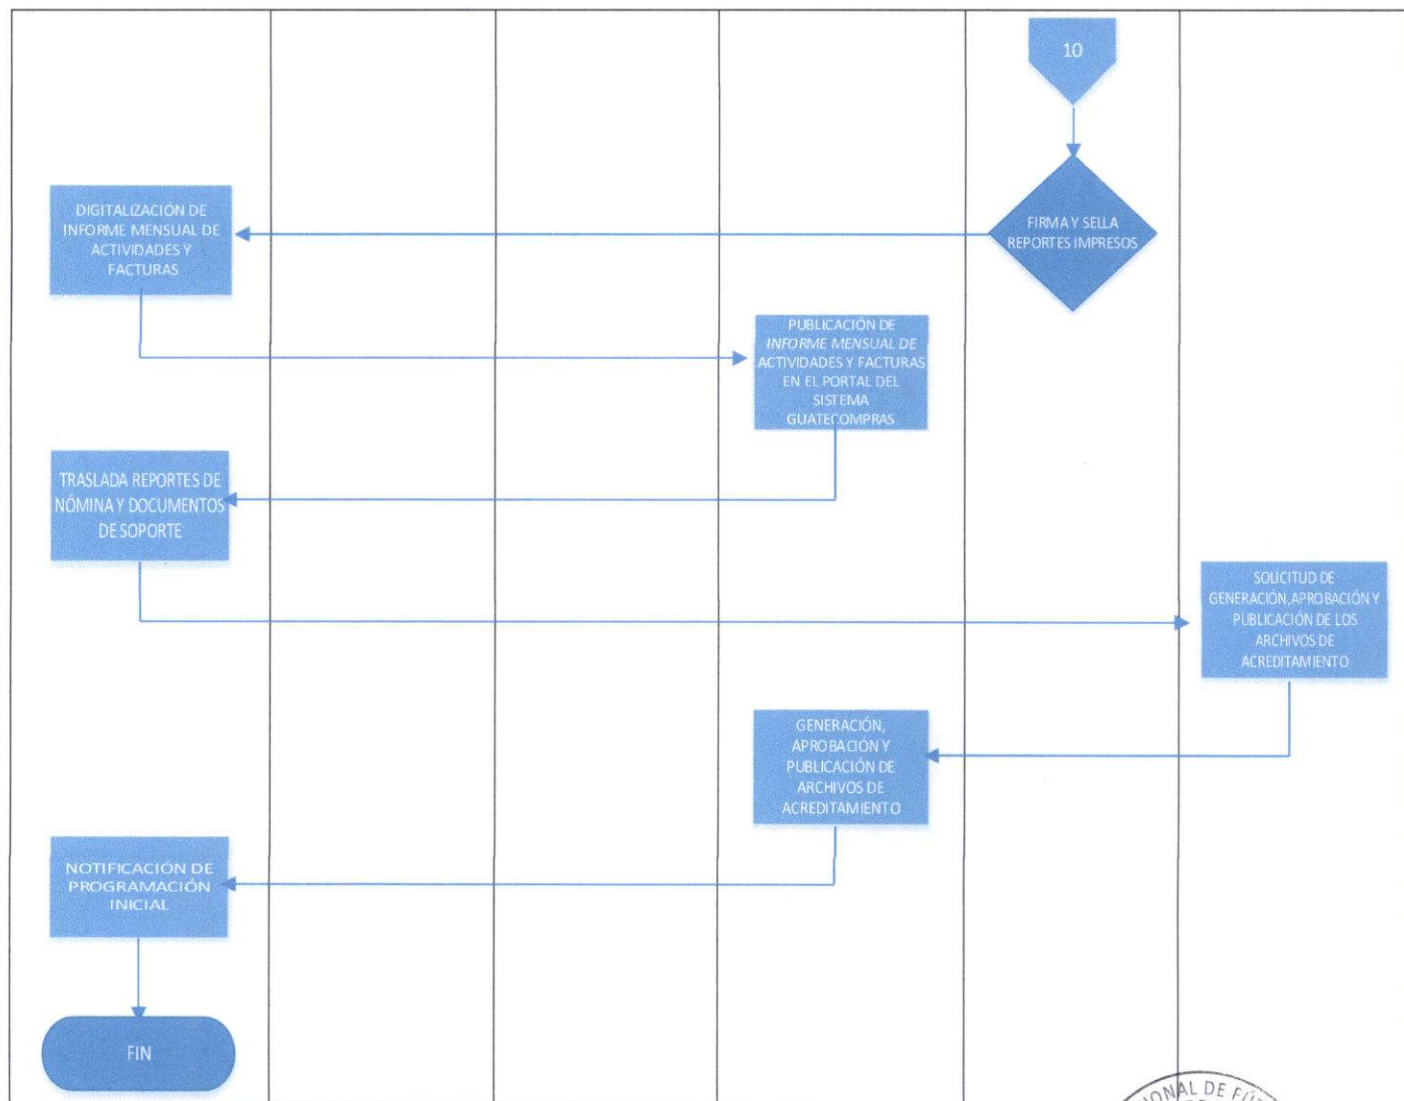 10
FIRMA Y SELLA
REPORTES IMPRESOS
DIGITALIZACIÓN DE
INFORME MENSUAL DE
ACTIVIDADES Y
FACTURAS
PUBLICACIÓN DE
INFORME MENSUAL DE
ACTIVIDADES Y FACTURAS
EN EL PORTAL DEL
SISTEMA
GUATECOMPRAS
TRASLADA REPORTES DE
NÓMINA Y DOCUMENTOS
DE SOPORTE
SOLICITUD DE
GENERACIÓN, APROBACIÓN Y
PUBLICACIÓN DE LOS
ARCHIVOS DE
ACREDITAMIENTO
GENERACIÓN,
APROBACIÓN Y
PUBLICACIÓN DE
ARCHIVOS DE
ACREDITAMIENTO
NOTIFICACIÓN DE
PROGRAMACIÓN
INICIAL
FIN
DE